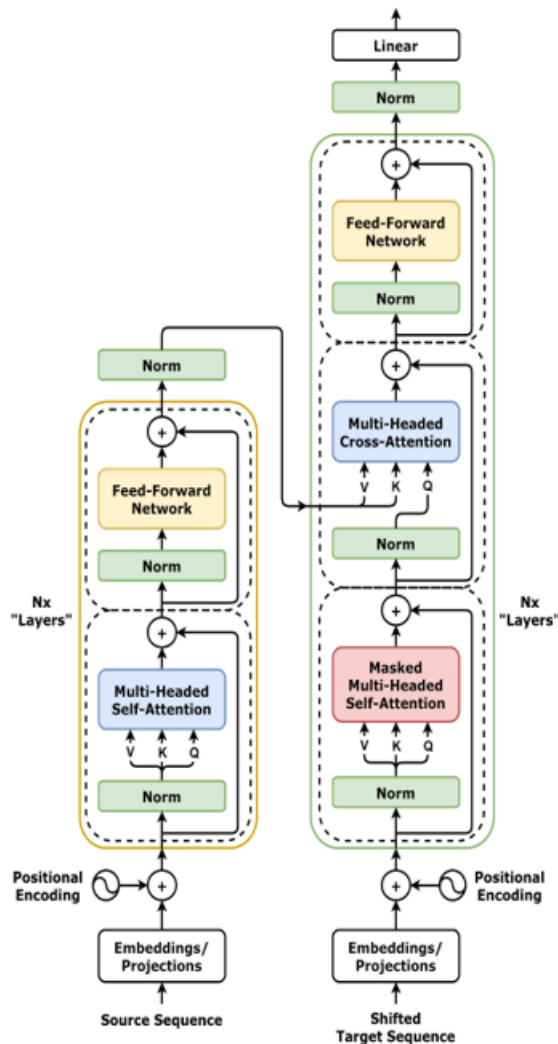 Linear
Norm
+
Feed-Forward
Network
Norm
+
Multi-Headed
Cross-Attention
V K Q
Norm
+
Masked
Multi-Headed
Self-Attention
V K Q
Norm
Nx
"Layers"
+
Positional
Encoding
Embeddings/
Projections
Shifted
Target Sequence
Norm
+
Feed-Forward
Network
Norm
+
Multi-Headed
Self-Attention
V K Q
Norm
Nx
"Layers"
Positional
Encoding
+
Embeddings/
Projections
Source Sequence